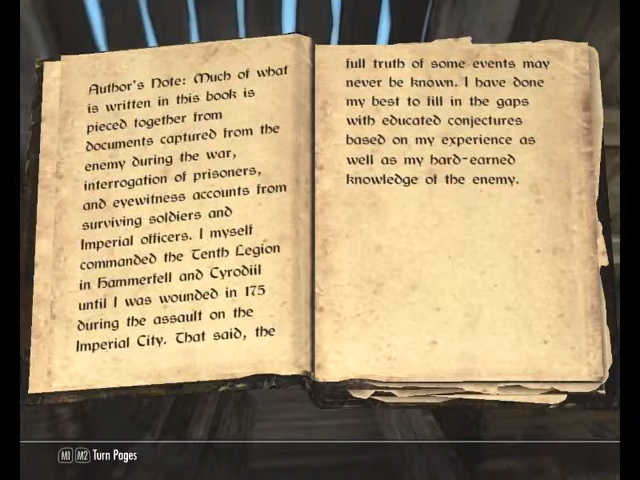 Author's Note: Much of what
is written in this book is
pieced together from
documents captured from the
enemy during the war,
interrogation of prisoners,
and eyewitness accounts from
surviving soldiers and
Imperial officers. I myself
commanded the Tenth Legion
in Hammerfell and Cyrodiil
until I was wounded in 175
during the assault on the
Imperial City. That said, the
full truth of some events may
never be known. I have done
my best to fill in the gaps
with educated conjectures
based on my experience as
well as my hard-earned
knowledge of the enemy.
M1 M2 Turn Pages